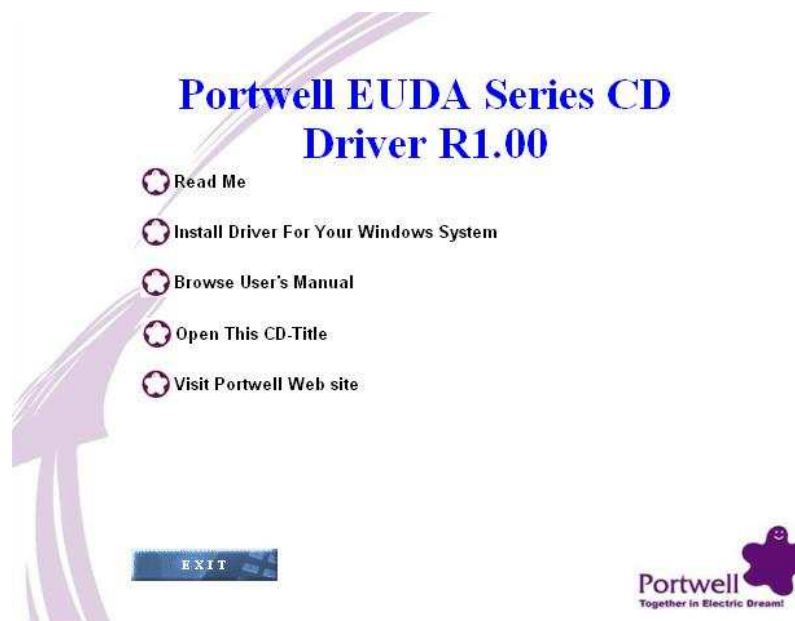 Portwell EUDA Series CD
Driver R1.00
Read Me
Install Driver For Your Windows System
Browse User's Manual
Open This CD-Title
Visit Portwell Web site
EXIT
Portwell
Together in Electric Dream!